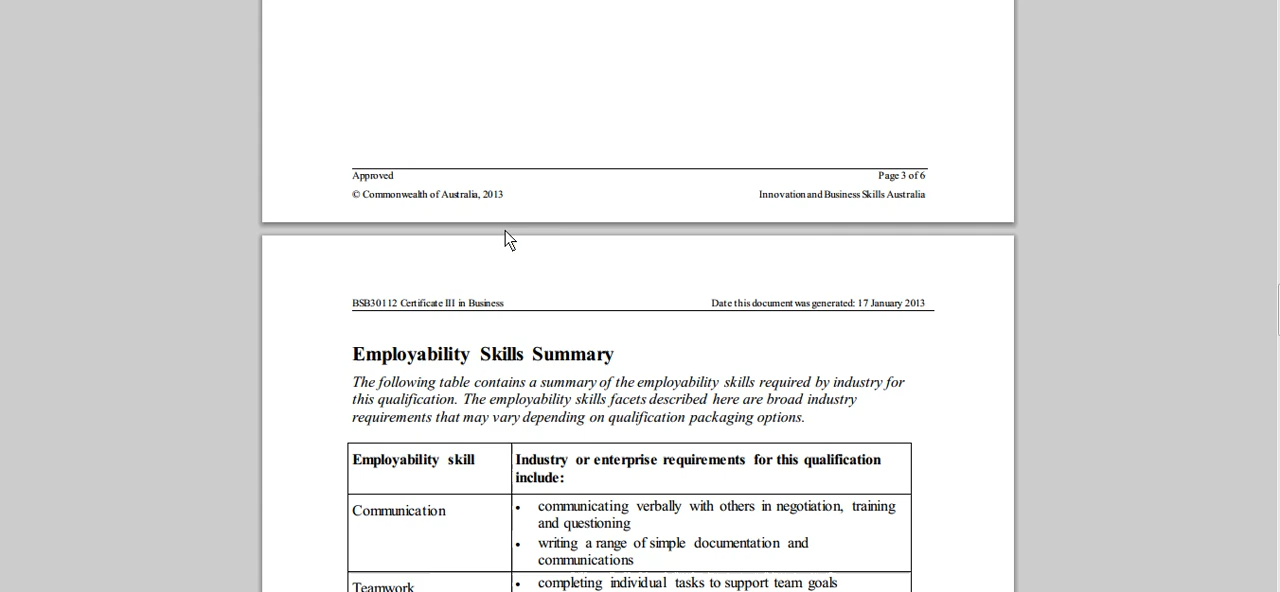 Approved Page 3 of 6
© Commonwealth of Australia, 2013 Innovation and Business Skills Australia
BSB30112 Certificate III in Business Date this document was generated: 17 January 2013
Employability Skills Summary
The following table contains a summary of the employability skills required by industry for
this qualification. The employability skills facets described here are broad industry
requirements that may vary depending on qualification packaging options.
Employability skill
Industry or enterprise requirements for this qualification
include:
Communication
• communicating verbally with others in negotiation, training
and questioning
• writing a range of simple documentation and
communications
Teamwork
• completing individual tasks to support team goals